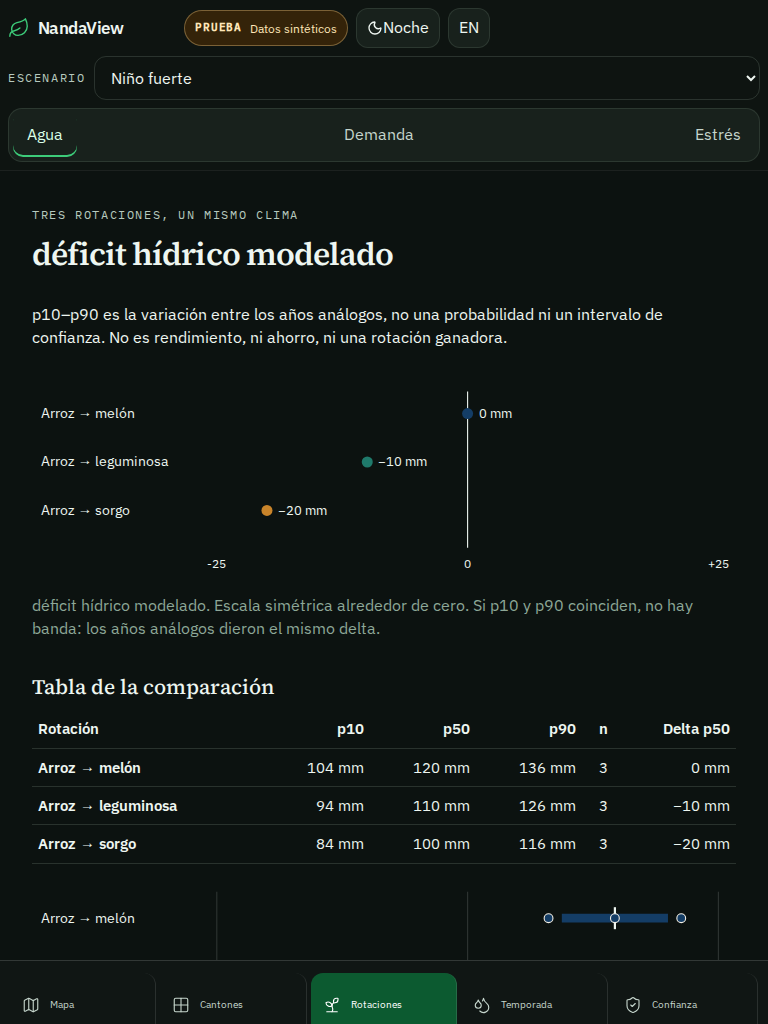 NandaView
PRUEBA Datos sintéticos
Noche
EN
ESCENARIO
Niño fuerte
Agua
Demanda
Estrés
TRES ROTACIONES, UN MISMO CLIMA
déficit hídrico modelado
p10–p90 es la variación entre los años análogos, no una probabilidad ni un intervalo de
confianza. No es rendimiento, ni ahorro, ni una rotación ganadora.
Arroz → melón 0 mm
Arroz → leguminosa −10 mm
Arroz → sorgo −20 mm
-25 0 +25
déficit hídrico modelado. Escala simétrica alrededor de cero. Si p10 y p90 coinciden, no hay
banda: los años análogos dieron el mismo delta.
Tabla de la comparación
Rotación p10 p50 p90 n Delta p50
Arroz → melón 104 mm 120 mm 136 mm 3 0 mm
Arroz → leguminosa 94 mm 110 mm 126 mm 3 −10 mm
Arroz → sorgo 84 mm 100 mm 116 mm 3 −20 mm
Arroz → melón
Mapa
Cantones
Rotaciones
Temporada
Confianza